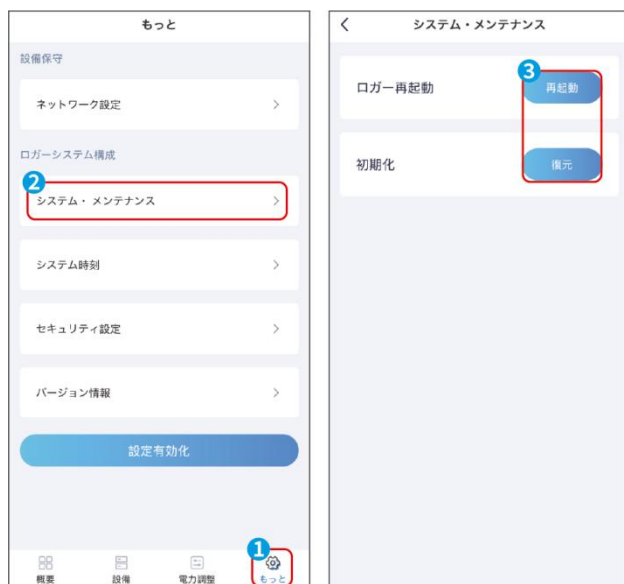 もっと
設備保守
ネットワーク設定
ロガーシステム構成
2
システム・メンテナンス
システム時刻
セキュリティ設定
バージョン情報
設定有効化
1
概要
設備
電力調整
もっと
システム・メンテナンス
3
ロガー再起動
再起動
初期化
復元